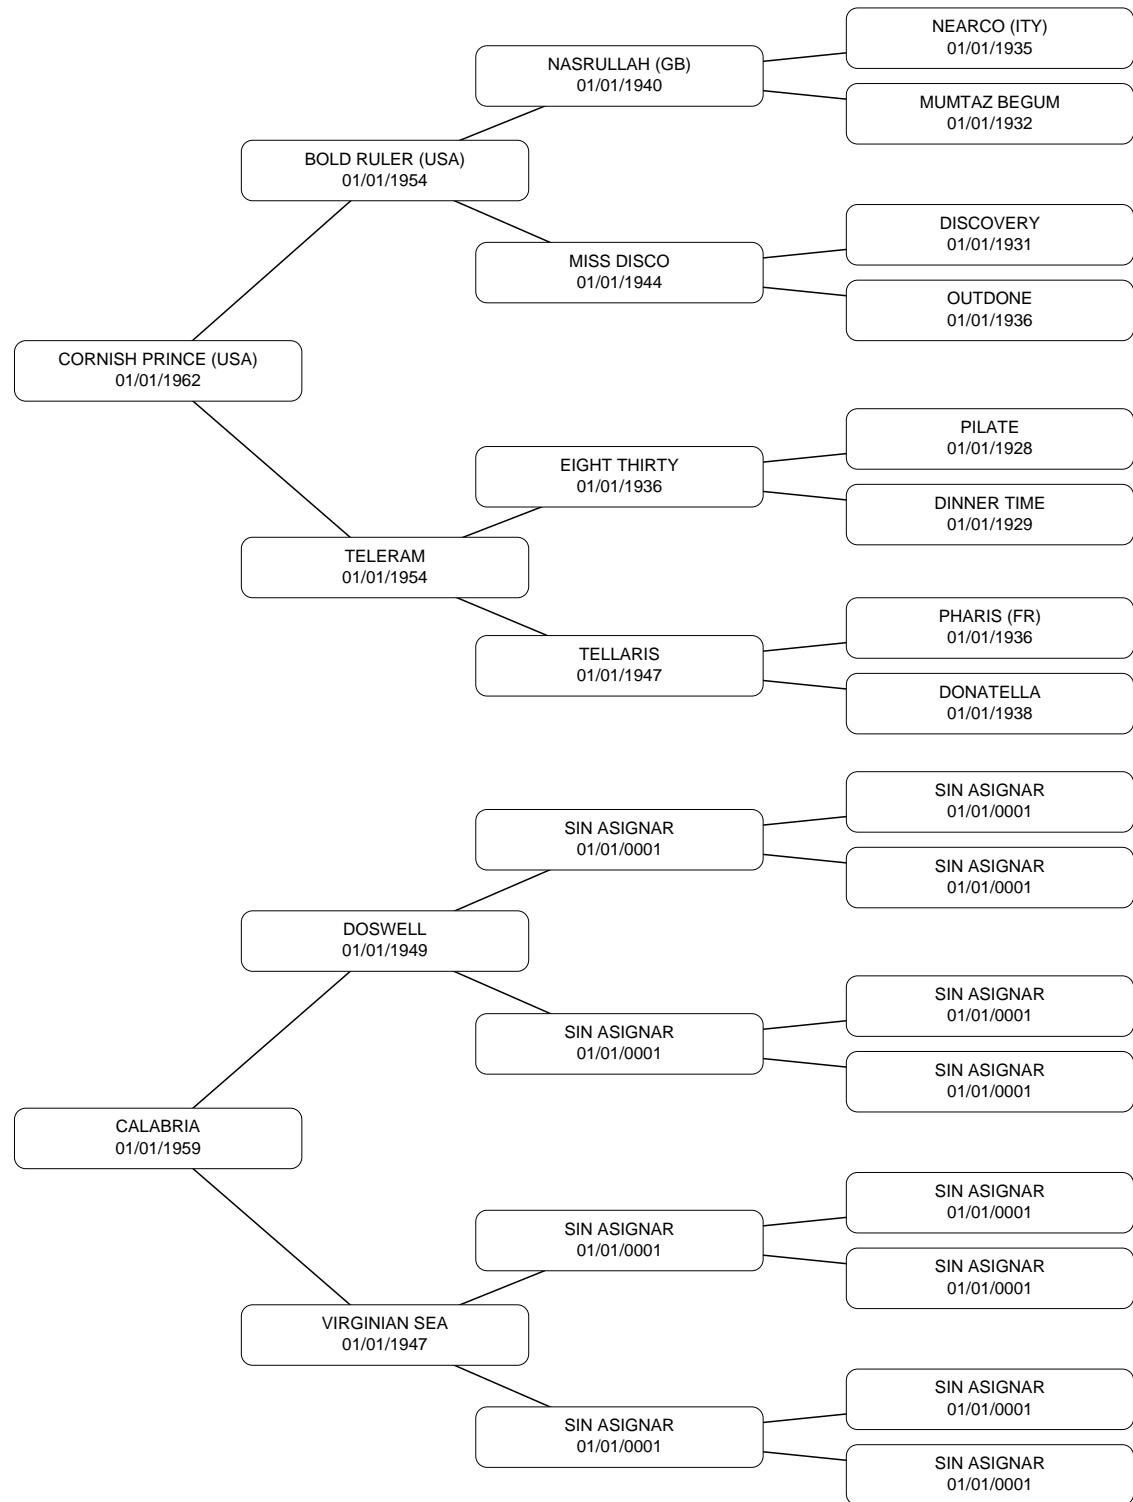 NEARCO (ITY)
01/01/1935
NASRULLAH (GB)
01/01/1940
MUMTAZ BEGUM
01/01/1932
BOLD RULER (USA)
01/01/1954
DISCOVERY
01/01/1931
MISS DISCO
01/01/1944
OUTDONE
01/01/1936
CORNISH PRINCE (USA)
01/01/1962
PILATE
01/01/1928
EIGHT THIRTY
01/01/1936
DINNER TIME
01/01/1929
TELERAM
01/01/1954
PHARIS (FR)
01/01/1936
TELLARIS
01/01/1947
DONATELLA
01/01/1938
SIN ASIGNAR
01/01/0001
SIN ASIGNAR
01/01/0001
SIN ASIGNAR
01/01/0001
DOSWELL
01/01/1949
SIN ASIGNAR
01/01/0001
SIN ASIGNAR
01/01/0001
SIN ASIGNAR
01/01/0001
CALABRIA
01/01/1959
SIN ASIGNAR
01/01/0001
SIN ASIGNAR
01/01/0001
SIN ASIGNAR
01/01/0001
VIRGINIAN SEA
01/01/1947
SIN ASIGNAR
01/01/0001
SIN ASIGNAR
01/01/0001
SIN ASIGNAR
01/01/0001